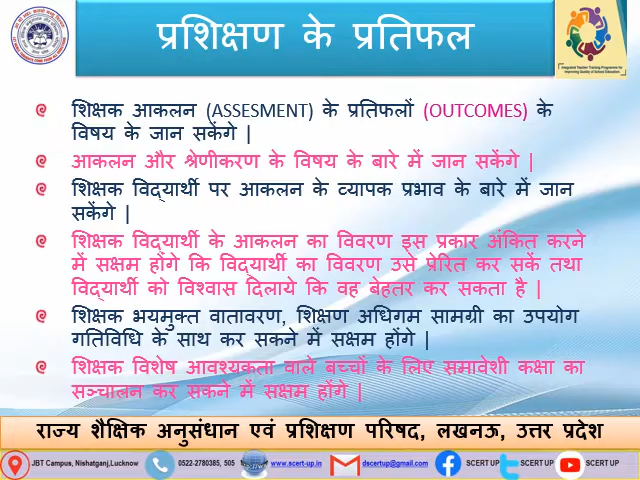 प्रशिक्षण के प्रतिफल
शिक्षक आकलन (ASSESMENT) के प्रतिफलों (OUTCOMES) के
विषय के जान सकेंगे |
आकलन और श्रेणीकरण के विषय के बारे में जान सकेंगे |
शिक्षक विद्यार्थी पर आकलन के व्यापक प्रभाव के बारे में जान
सकेंगे |
शिक्षक विद्यार्थी के आकलन का विवरण इस प्रकार अंकित करने
में सक्षम होंगे कि विद्यार्थी का विवरण उसे प्रेरित कर सकें तथा
विद्यार्थी को विश्वास दिलाये कि वह बेहतर कर सकता है |
शिक्षक भयमुक्त वातावरण, शिक्षण अधिगम सामग्री का उपयोग
गतिविधि के साथ कर सकने में सक्षम होंगे |
शिक्षक विशेष आवश्यकता वाले बच्चों के लिए समावेशी कक्षा का
सञ्चालन कर सकने में सक्षम होंगे |
राज्य शैक्षिक अनुसंधान एवं प्रशिक्षण परिषद, लखनऊ, उत्तर प्रदेश
JBT Campus, Nishatganj,Lucknow 0522-2780385, 505 www.scert-up.in dscertup@gmail.com SCERT UP SCERT UP SCERT UP